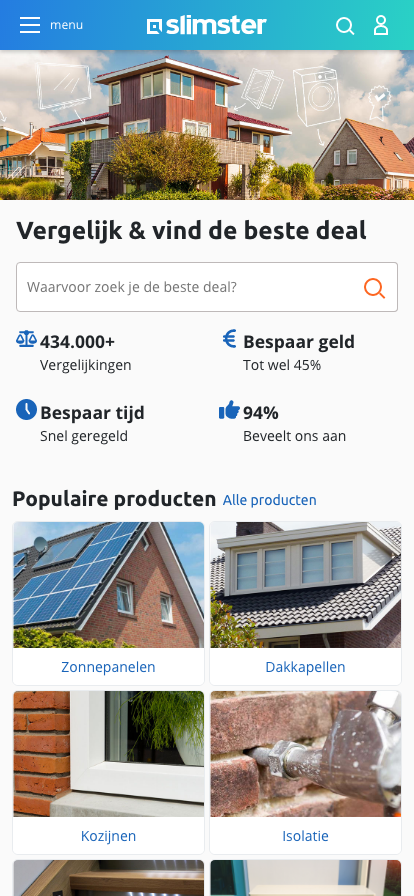 menu
slimster
Vergelijk & vind de beste deal
Waarvoor zoek je de beste deal?
434.000+
Vergelijkingen
Bespaar geld
Tot wel 45%
Bespaar tijd
Snel geregeld
94%
Beveelt ons aan
Populaire producten Alle producten
Zonnepanelen
Dakkapellen
Kozijnen
Isolatie